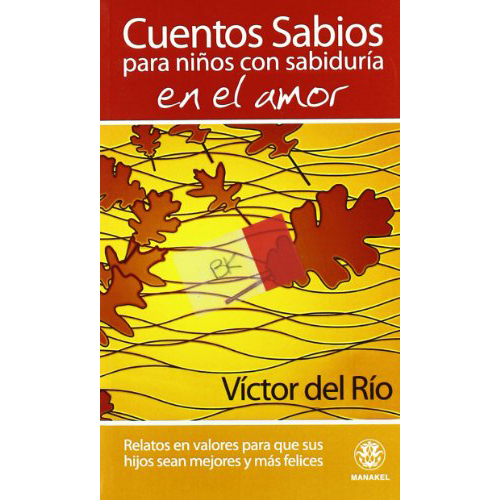 Cuentos Sabios
para niños con sabiduría
en el amor
BK
Víctor del Río
Relatos en valores para que sus
hijos sean mejores y más felices
MANAKEL